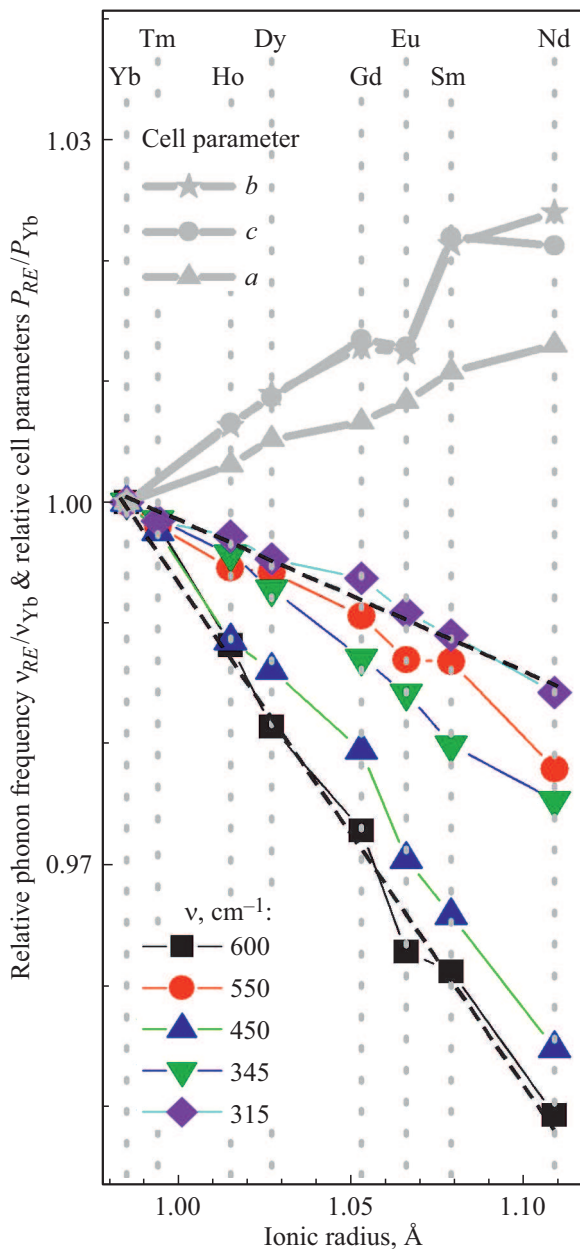 Tm Dy Eu Nd
Yb Ho Gd Sm
1.03
Cell parameter
b
c
a
1.00
0.97
ν, cm⁻¹:
600
550
450
345
315
1.00 1.05 1.10
Ionic radius, Å
Relative phonon frequency ν_RE/ν_Yb & relative cell parameters P_RE/P_Yb